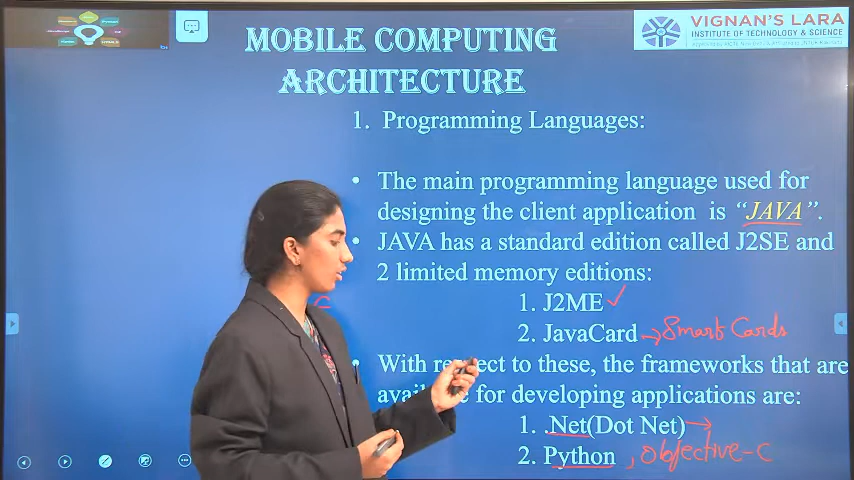 VIGNAN'S LARA
INSTITUTE OF TECHNOLOGY & SCIENCE
MOBILE COMPUTING
ARCHITECTURE
1. Programming Languages:
• The main programming language used for
designing the client application is "JAVA".
• JAVA has a standard edition called J2SE and
2 limited memory editions:
1. J2ME ✓
2. JavaCard → Smart Cards
• With respect to these, the frameworks that are
for developing applications are:
1. .Net(Dot Net) →
2. Python , Objective-C